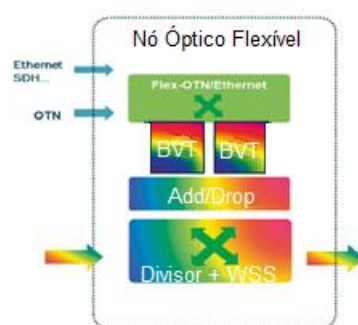 Nó Óptico Flexível
Ethernet
SDH...
OTN
Flex-OTN/Ethernet
BVT BVT
Add/Drop
Divisor + WSS